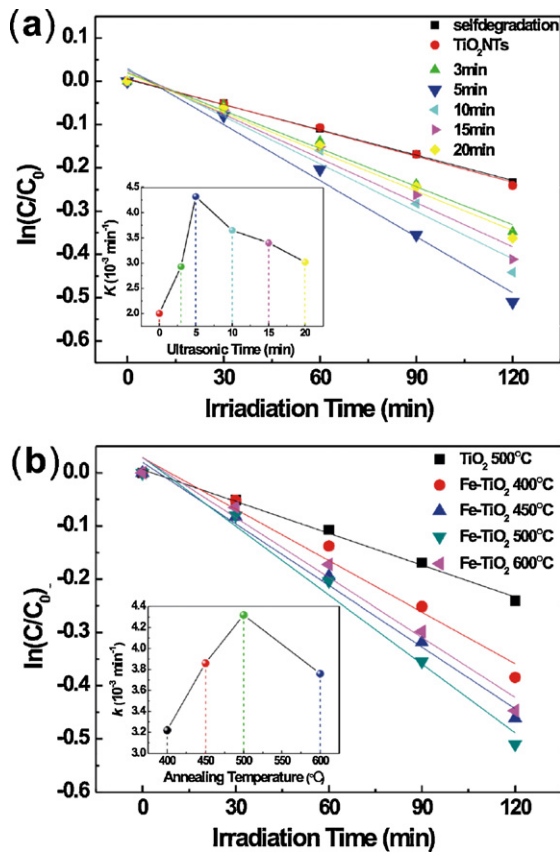 (a)
selfdegradation
TiO2NTs
3min
5min
10min
15min
20min
0.1
0.0
-0.1
-0.2
-0.3
-0.4
-0.5
-0.6
ln(C/C0)
4.5
4.0
3.5
3.0
2.5
2.0
1.5
K (10-3 min-1)
0 5 10 15 20
Ultrasonic Time (min)
0 30 60 90 120
Irriadiation Time (min)
(b)
TiO2 500°C
Fe-TiO2 400°C
Fe-TiO2 450°C
Fe-TiO2 500°C
Fe-TiO2 600°C
0.0
-0.1
-0.2
-0.3
-0.4
-0.5
-0.6
ln(C/C0)
4.4
4.2
4.0
3.8
3.6
3.4
3.2
3.0
k (10-3 min-1)
400 450 500 550 600
Annealing Temperature (°C)
0 30 60 90 120
Irradiation Time (min)